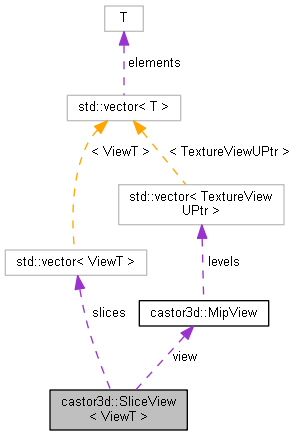 T
elements
std::vector< T >
< ViewT >
< TextureViewUPtr >
std::vector< TextureView
UPtr >
std::vector< ViewT >
levels
slices
castor3d::MipView
view
castor3d::SliceView
< ViewT >